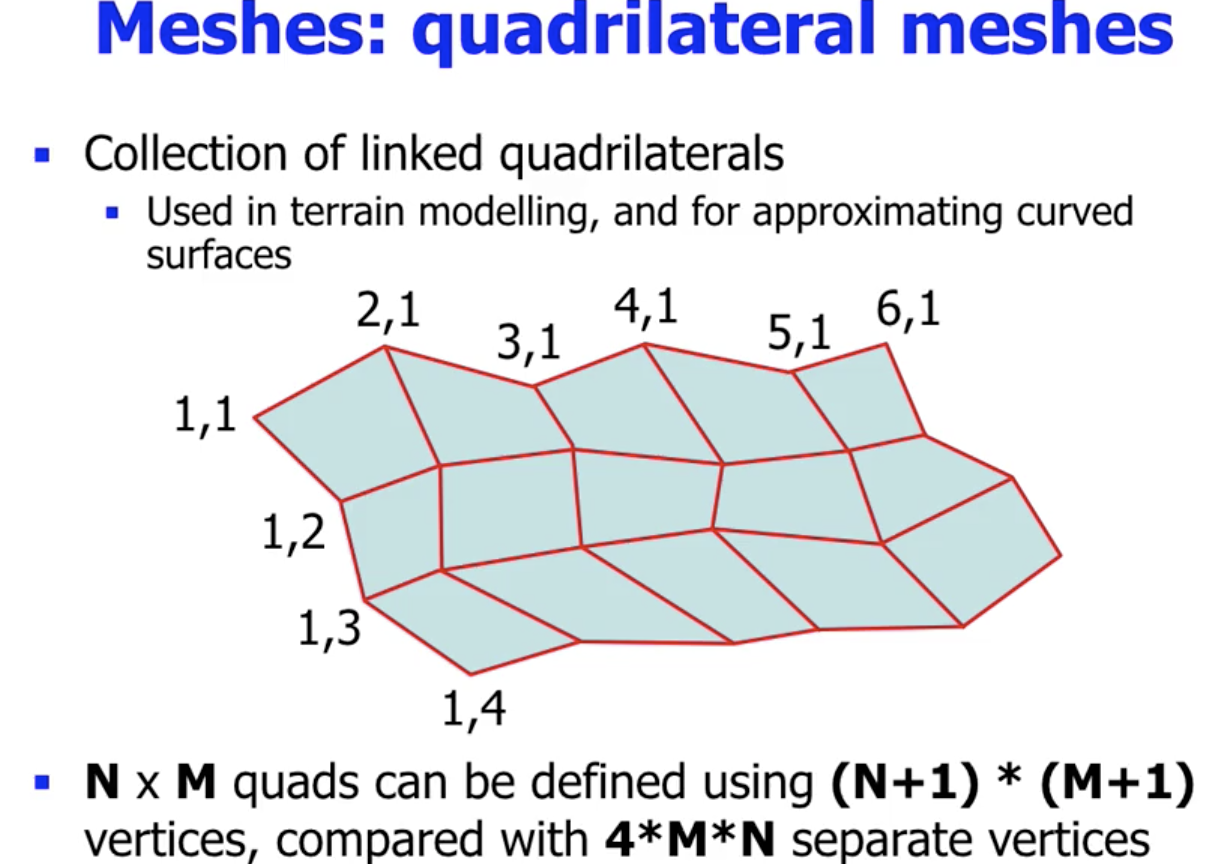 Meshes: quadrilateral meshes
Collection of linked quadrilaterals
Used in terrain modelling, and for approximating curved
surfaces
2,1
3,1
4,1
5,1
6,1
1,1
1,2
1,3
1,4
N x M quads can be defined using (N+1) * (M+1)
vertices, compared with 4*M*N separate vertices